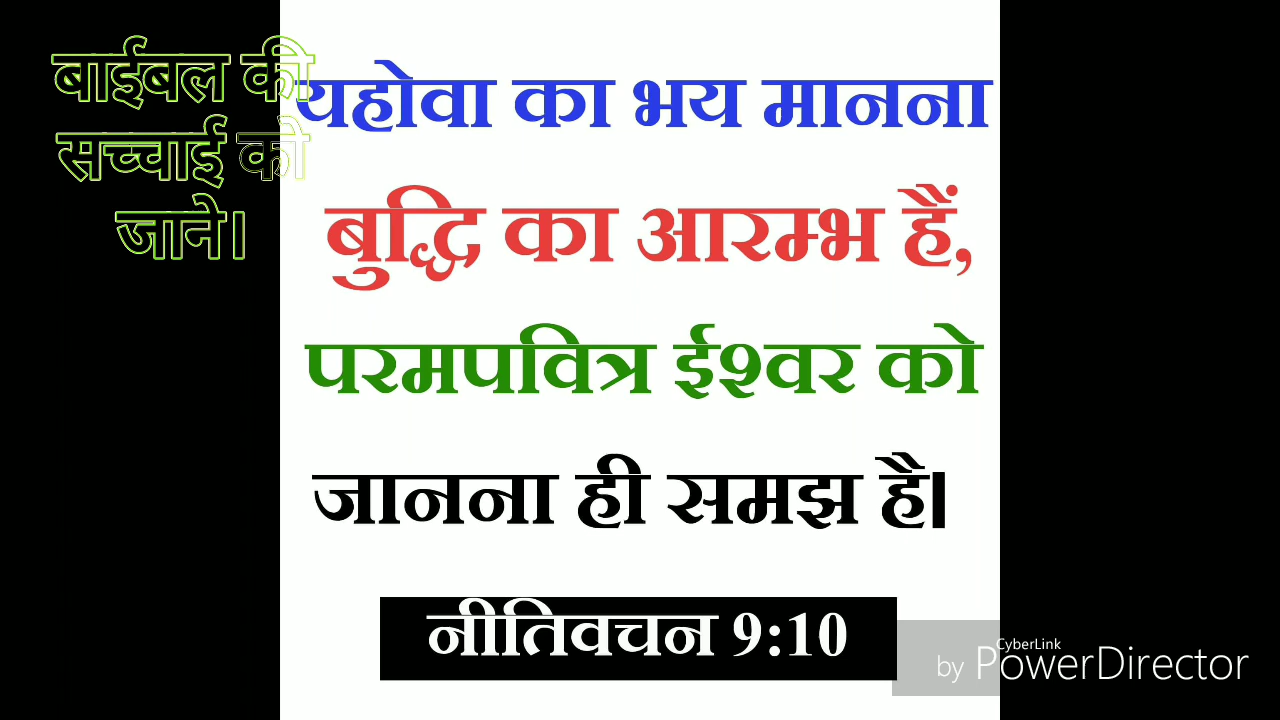 बाईबल की
सच्चाई को
जाने।
यहोवा का भय मानना
बुद्धि का आरम्भ हैं,
परमपवित्र ईश्वर को
जानना ही समझ है।
नीतिवचन 9:10
CyberLink
by PowerDirector